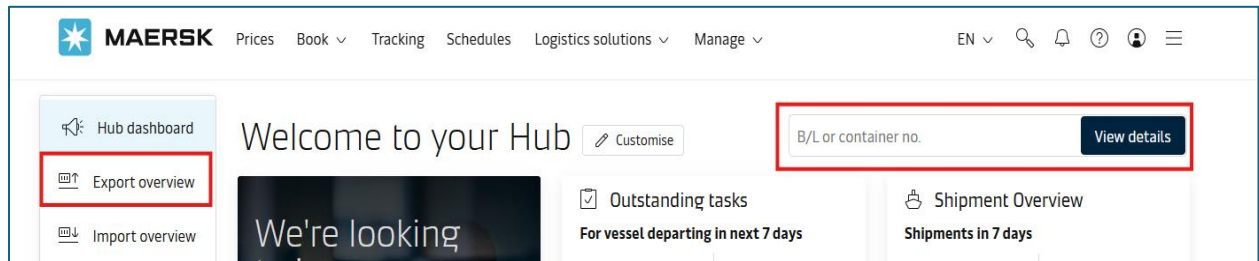 MAERSK Prices Book Tracking Schedules Logistics solutions Manage EN
Hub dashboard
Export overview
Import overview
Welcome to your Hub Customise
B/L or container no. View details
We're looking
Outstanding tasks
For vessel departing in next 7 days
Shipment Overview
Shipments in 7 days